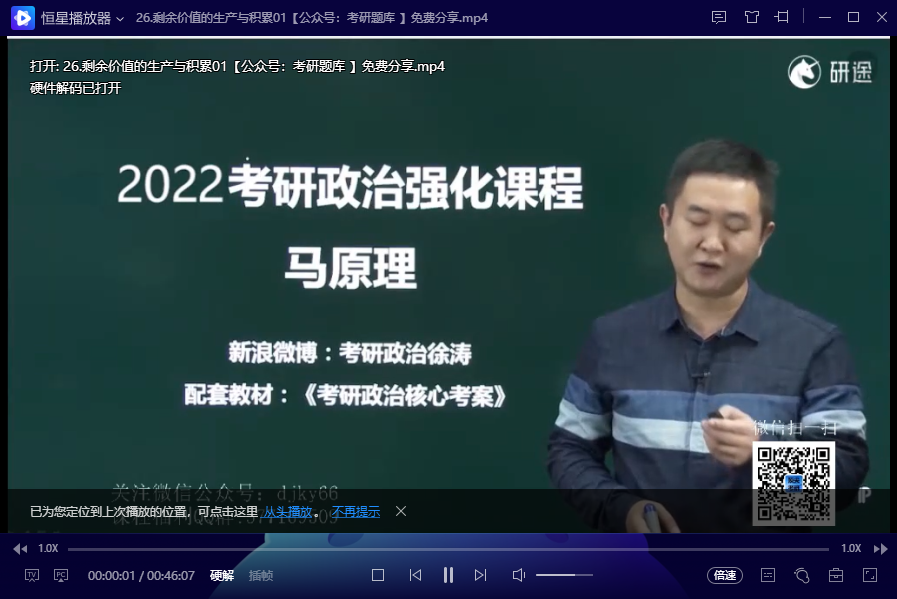 恒星播放器
26.剩余价值的生产与积累01【公众号：考研题库 】免费分享.mp4
打开: 26.剩余价值的生产与积累01【公众号：考研题库 】免费分享.mp4
硬件解码已打开
研途
2022考研政治强化课程
马原理
新浪微博：考研政治徐涛
配套教材：《考研政治核心考案》
微信扫一扫
关注微信公众号：djky66
已为您定位到上次播放的位置，可点击这里 从头播放。 不再提示
1.0X
1.0X
TV
PC
00:00:01 / 00:46:07
硬解
插帧
倍速